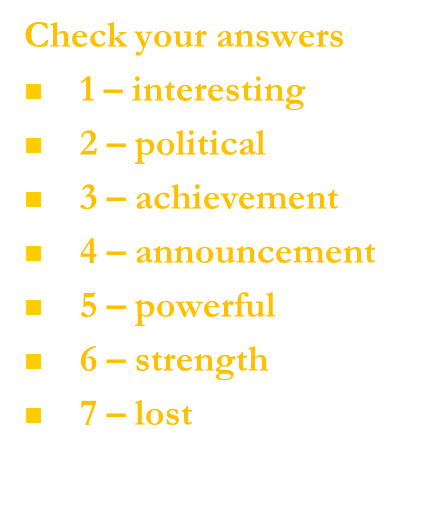 Check your answers
■ 1 – interesting
■ 2 – political
■ 3 – achievement
■ 4 – announcement
■ 5 – powerful
■ 6 – strength
■ 7 – lost